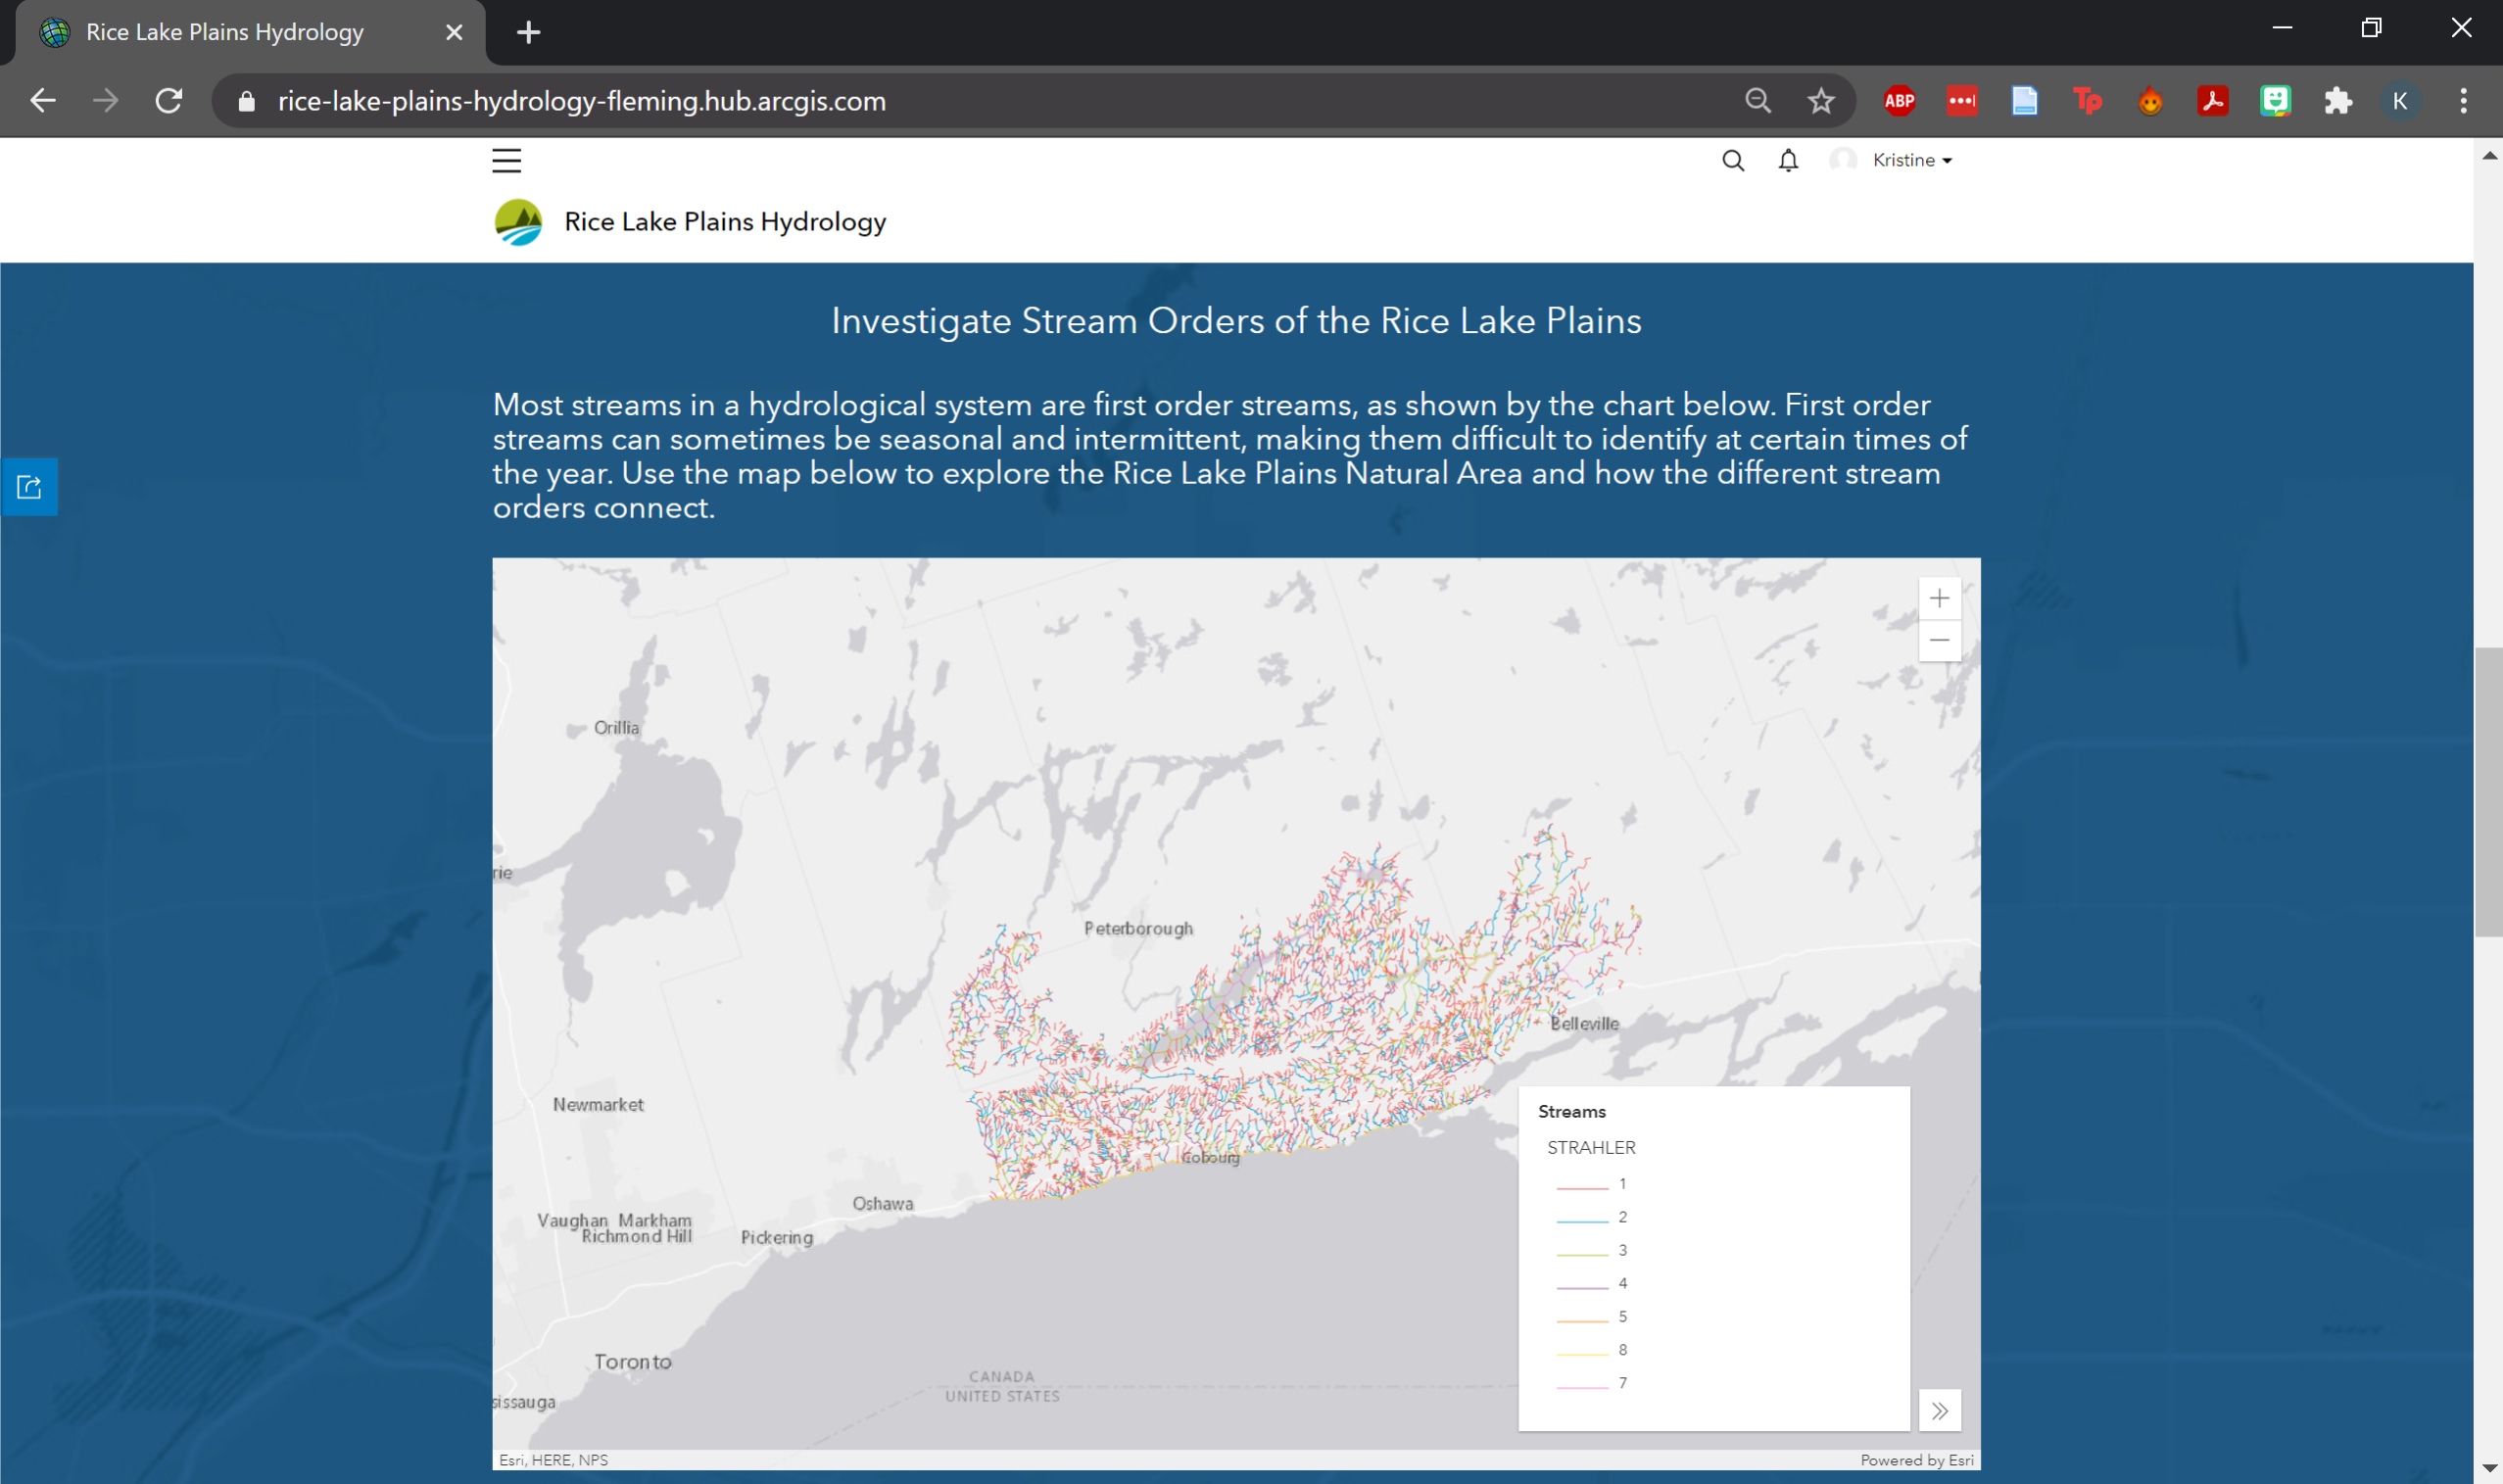 Rice Lake Plains Hydrology
rice-lake-plains-hydrology-fleming.hub.arcgis.com
ABP
Tp
K
Kristine
Rice Lake Plains Hydrology
Investigate Stream Orders of the Rice Lake Plains
Most streams in a hydrological system are first order streams, as shown by the chart below. First order
streams can sometimes be seasonal and intermittent, making them difficult to identify at certain times of
the year. Use the map below to explore the Rice Lake Plains Natural Area and how the different stream
orders connect.
Orillia
rie
Peterborough
Belleville
Newmarket
Cobourg
Oshawa
Vaughan Markham
Richmond Hill
Pickering
Toronto
CANADA
UNITED STATES
sissauga
Streams
STRAHLER
1
2
3
4
5
8
7
Esri, HERE, NPS
Powered by Esri